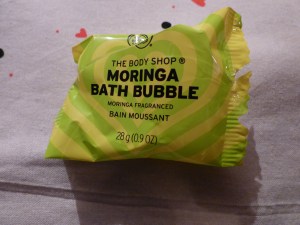 THE BODY SHOP®
MORINGA
BATH BUBBLE
MORINGA FRAGRANCED
BAIN MOUSSANT
28 g (0.9 OZ)